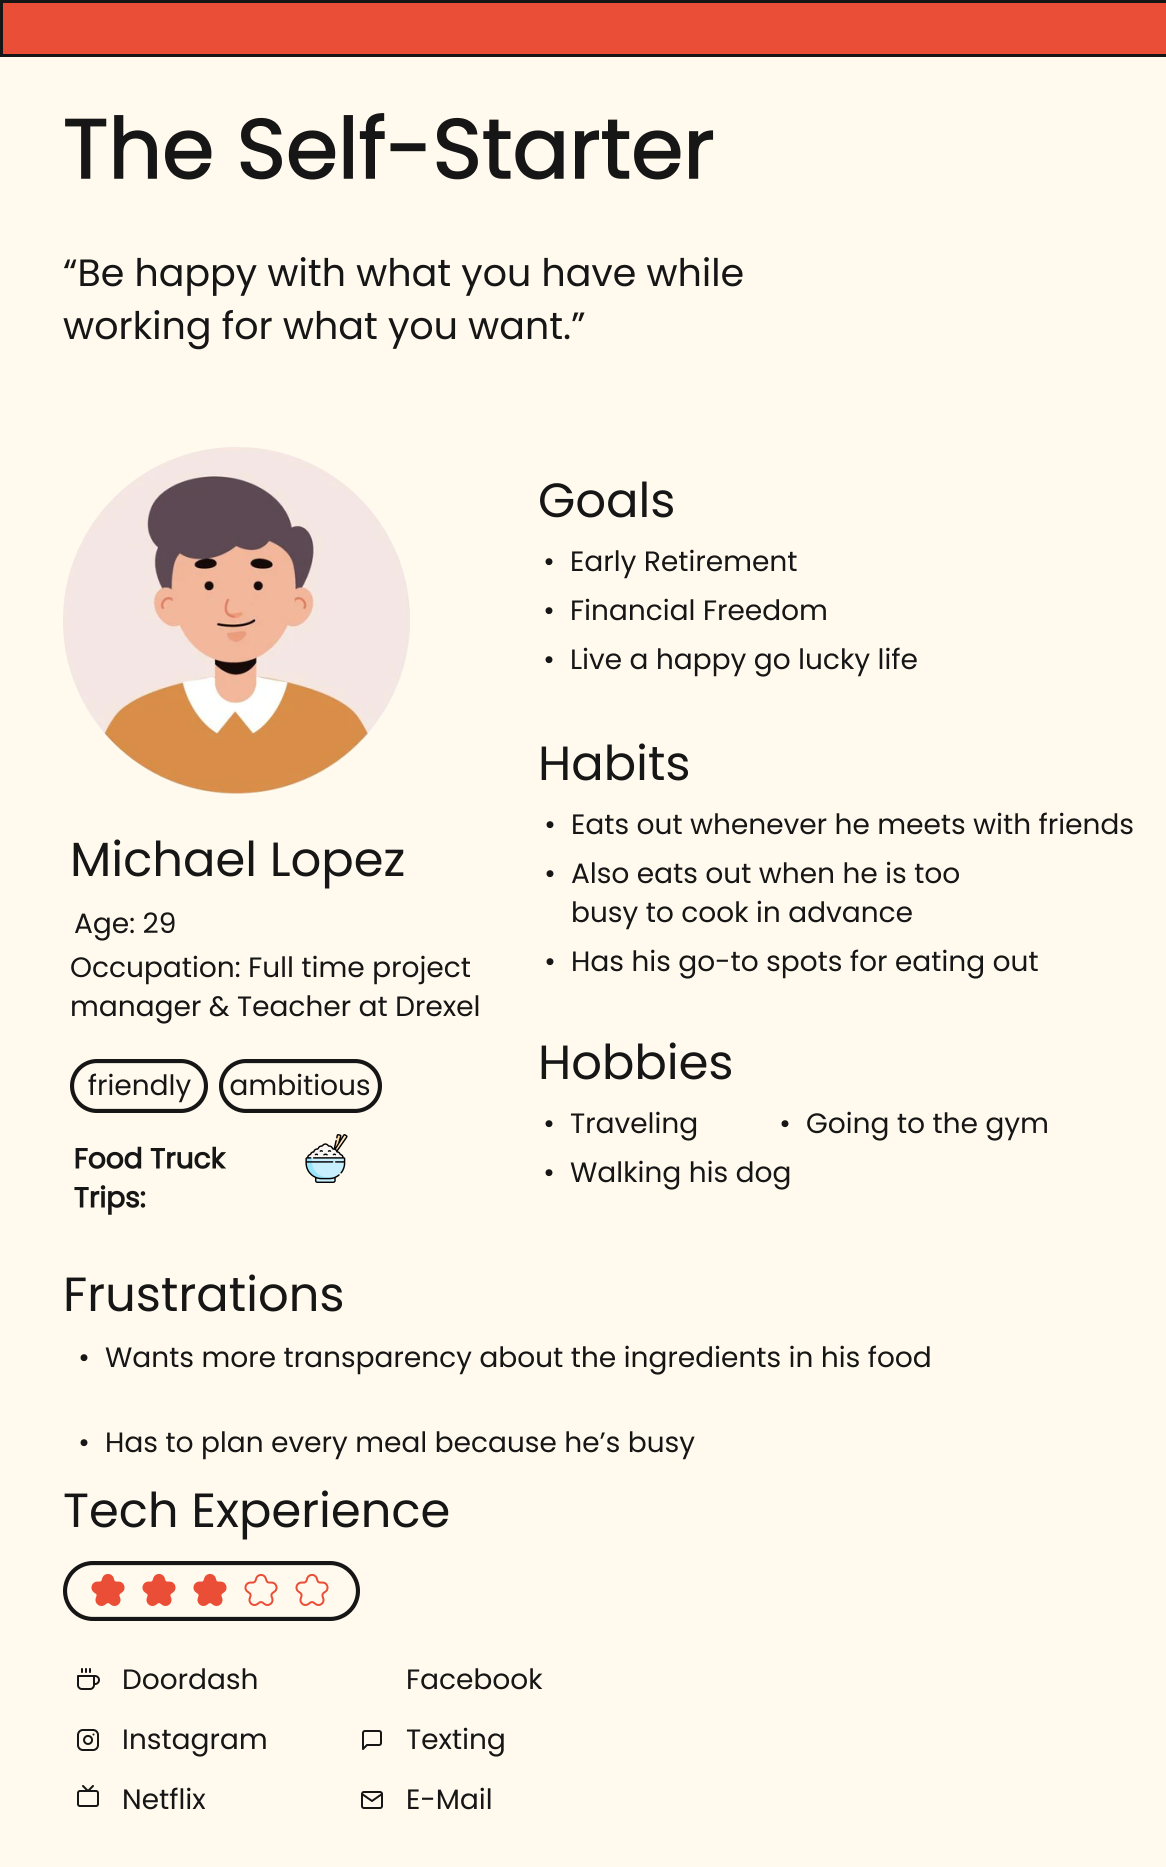 The Self-Starter
“Be happy with what you have while
working for what you want.”
Michael Lopez
Age: 29
Occupation: Full time project
manager & Teacher at Drexel
friendly
ambitious
Food Truck
Trips:
Goals
• Early Retirement
• Financial Freedom
• Live a happy go lucky life
Habits
• Eats out whenever he meets with friends
• Also eats out when he is too
busy to cook in advance
• Has his go-to spots for eating out
Hobbies
• Traveling
• Going to the gym
• Walking his dog
Frustrations
• Wants more transparency about the ingredients in his food
• Has to plan every meal because he’s busy
Tech Experience
Doordash
Facebook
Instagram
Texting
Netflix
E-Mail